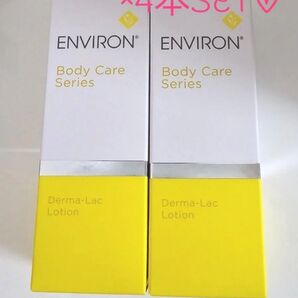 *4本Set♡
ENVIRON®
Body Care
Series
Derma-Lac
Lotion
ENVIRON®
Body Care
Series
Derma-Lac
Lotion